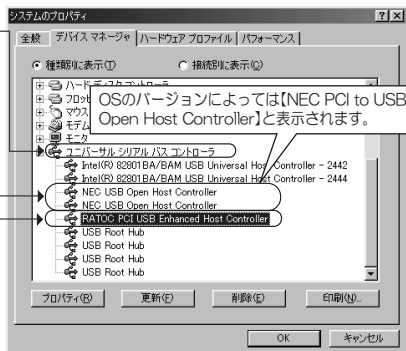 システムのプロパティ
全般 デバイス マネージャ ハードウェア プロファイル パフォーマンス
種類別に表示(T) 接続別に表示(C)
ハード ディスク コントローラ
フロッ
マウス
モデム
モニタ
OSのバージョンによっては【NEC PCI to USB
Open Host Controller】と表示されます。
ユニバーサル シリアル バス コントローラ
Intel(R) 82801BA/BAM USB Universal Host Controller - 2442
Intel(R) 82801BA/BAM USB Universal Host Controller - 2444
NEC USB Open Host Controller
NEC USB Open Host Controller
RATOC PCI USB Enhanced Host Controller
USB Root Hub
USB Root Hub
USB Root Hub
USB Root Hub
プロパティ(R) 更新(F) 削除(E) 印刷(N)...
OK キャンセル